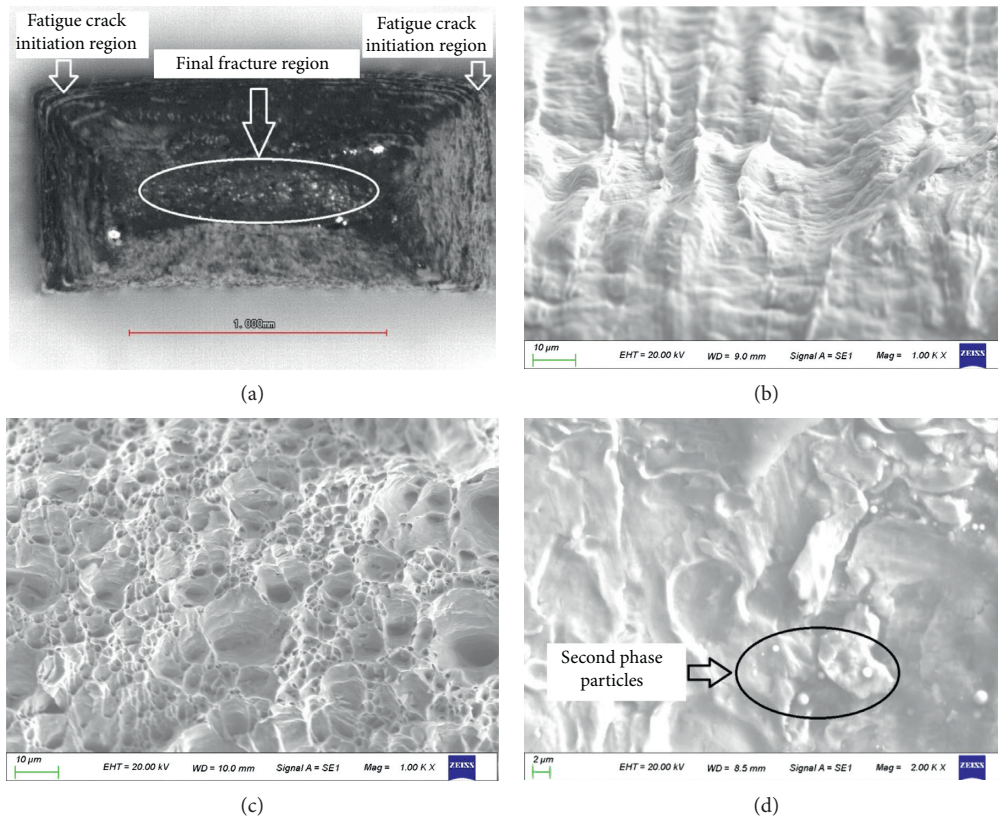 Fatigue crack
initiation region
Final fracture region
Fatigue crack
initiation region
1.000mm
(a)
10 µm
EHT = 20.00 kV WD = 9.0 mm Signal A = SE1 Mag = 1.00 K X
ZEISS
(b)
10 µm
EHT = 20.00 kV WD = 10.0 mm Signal A = SE1 Mag = 1.00 K X
ZEISS
(c)
Second phase
particles
2 µm
EHT = 20.00 kV WD = 8.5 mm Signal A = SE1 Mag = 2.00 K X
ZEISS
(d)